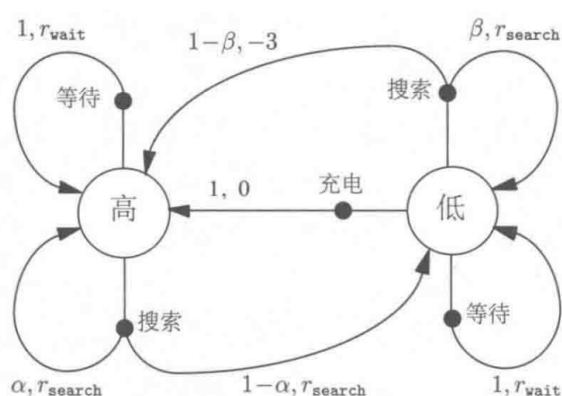 1, r_wait
1−β, −3
β, r_search
等待
搜索
1, 0
充电
高
低
搜索
等待
α, r_search
1−α, r_search
1, r_wait